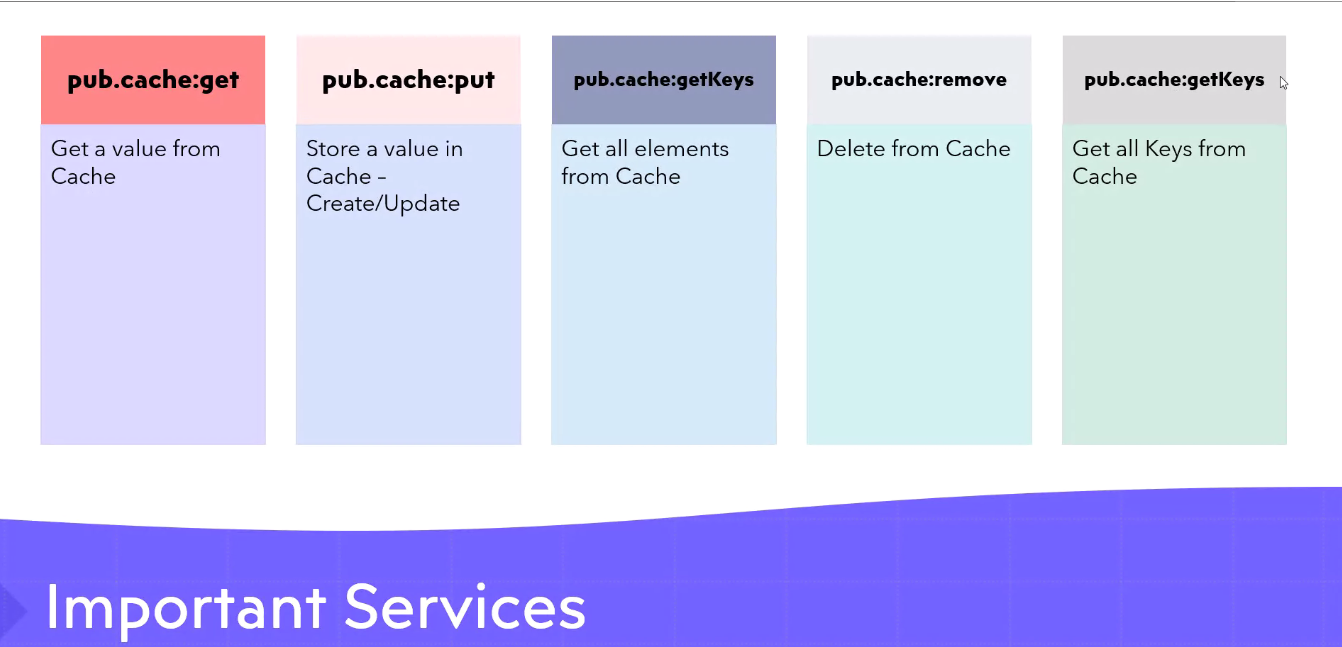 pub.cache:get
Get a value from
Cache
pub.cache:put
Store a value in
Cache –
Create/Update
pub.cache:getKeys
Get all elements
from Cache
pub.cache:remove
Delete from Cache
pub.cache:getKeys
Get all Keys from
Cache
Important Services